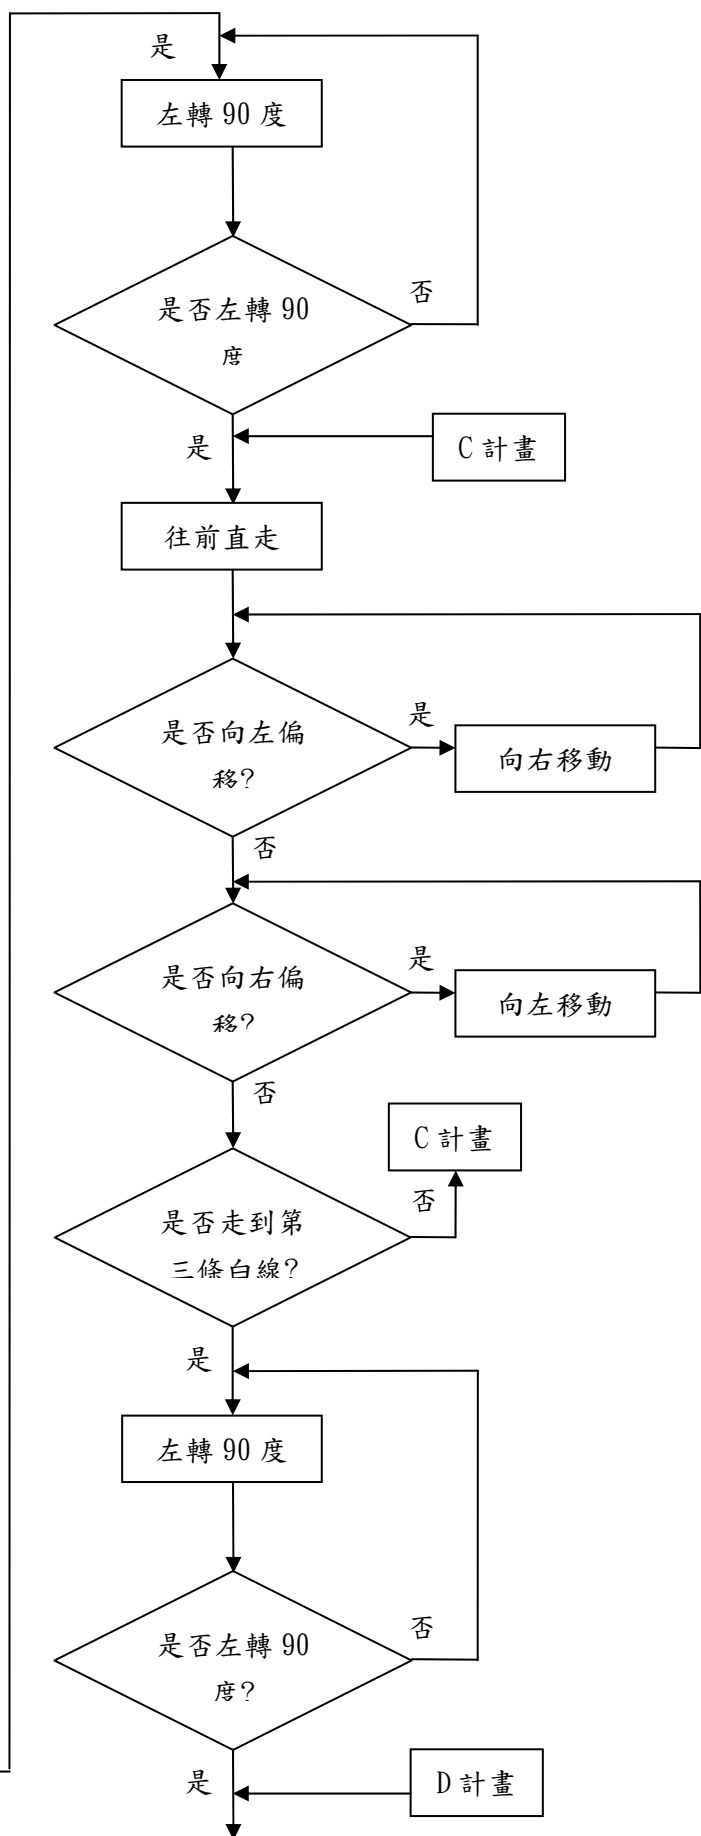 是
左轉 90 度
是否左轉 90
度
否
是
C 計畫
往前直走
是否向左偏
移?
是
向右移動
否
是否向右偏
移?
是
向左移動
否
C 計畫
否
是否走到第
三條白線?
是
左轉 90 度
是否左轉 90
度?
否
是
D 計畫